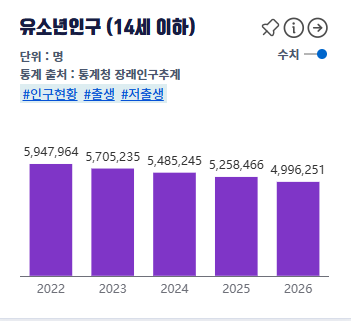 유소년인구 (14세 이하)
수치
단위 : 명
통계 출처 : 통계청 장래인구추계
#인구현황 #출생 #저출생
5,947,964 5,705,235 5,485,245 5,258,466 4,996,251
2022 2023 2024 2025 2026